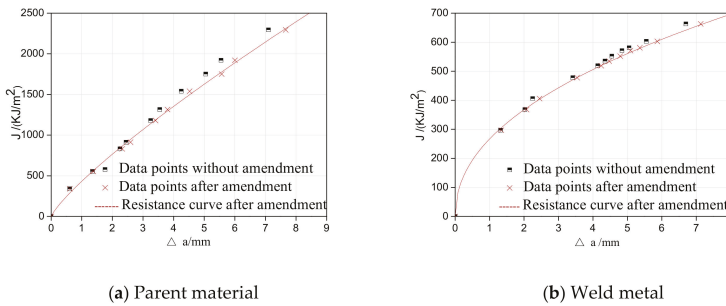 2500
2000
1500
1000
500
0
J /(KJ/m²)
Data points without amendment
Data points after amendment
Resistance curve after amendment
0 1 2 3 4 5 6 7 8 9
△ a/mm
(a) Parent material
700
600
500
400
300
200
100
0
J /(KJ/m²)
Data points without amendment
Data points after amendment
Resistance curve after amendment
0 1 2 3 4 5 6 7
△ a/mm
(b) Weld metal